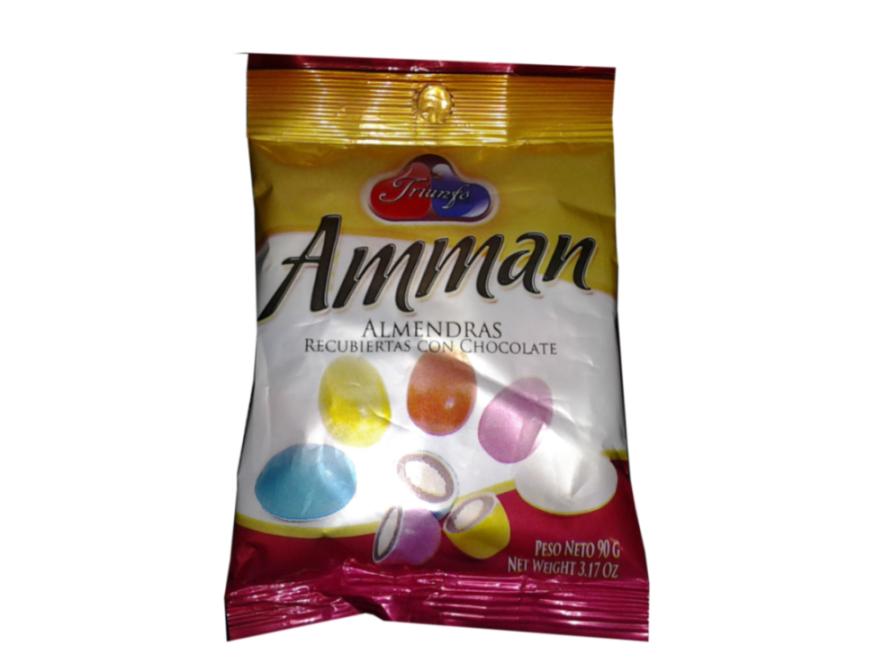 Triunfo
Amman
ALMENDRAS
RECUBIERTAS CON CHOCOLATE
PESO NETO 90 G
NET WEIGHT 3.17 OZ